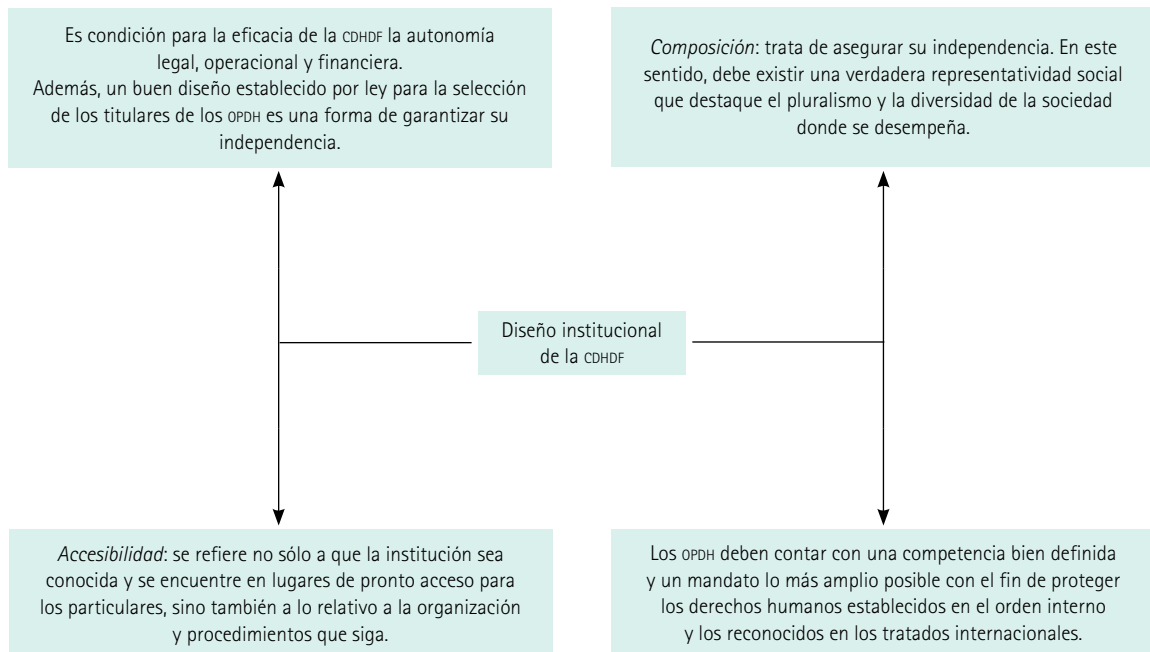 Es condición para la eficacia de la CDHDF la autonomía
legal, operacional y financiera.
Además, un buen diseño establecido por ley para la selección
de los titulares de los OPDH es una forma de garantizar su
independencia.
Composición: trata de asegurar su independencia. En este
sentido, debe existir una verdadera representatividad social
que destaque el pluralismo y la diversidad de la sociedad
donde se desempeña.
Diseño institucional
de la CDHDF
Accesibilidad: se refiere no sólo a que la institución sea
conocida y se encuentre en lugares de pronto acceso para
los particulares, sino también a lo relativo a la organización
y procedimientos que siga.
Los OPDH deben contar con una competencia bien definida
y un mandato lo más amplio posible con el fin de proteger
los derechos humanos establecidos en el orden interno
y los reconocidos en los tratados internacionales.